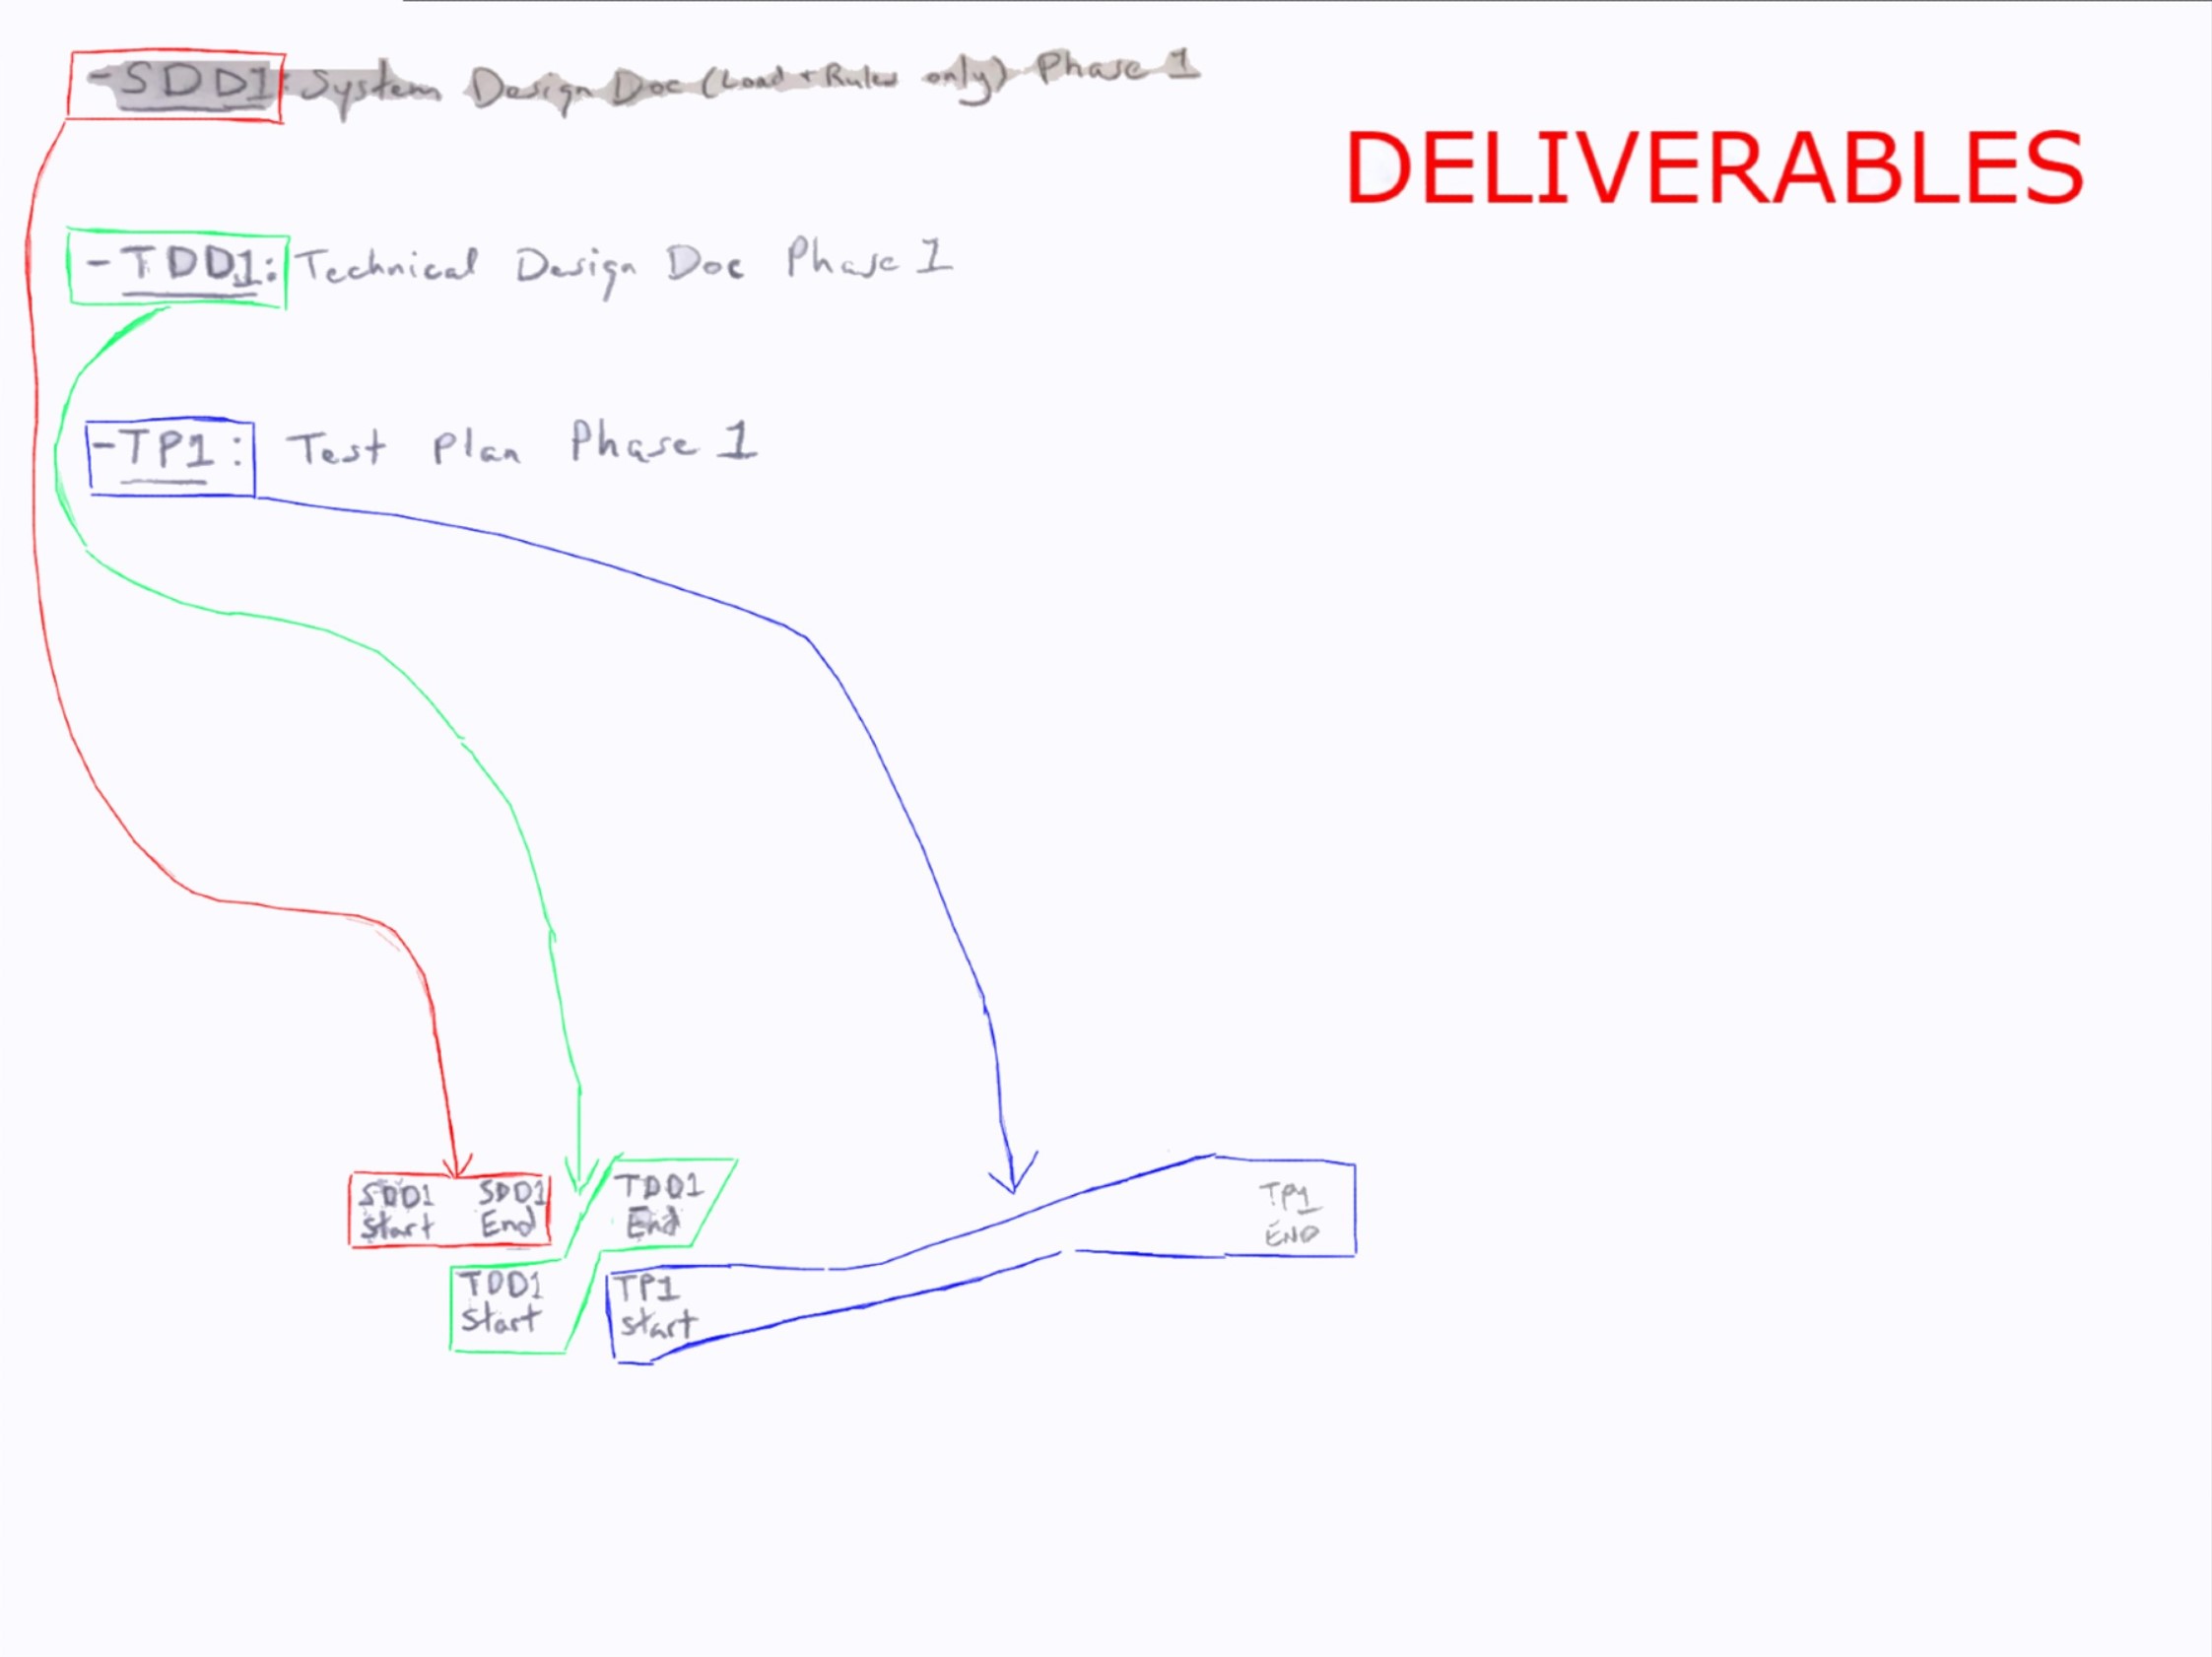 -SDD1: System Design Doc (Load + Rules only) Phase 1
DELIVERABLES
-TDD1: Technical Design Doc Phase 1
-TP1: Test Plan Phase 1
SDD1 SDD1 TDD1 TP1
Start End End END
TDD1 TP1
Start Start